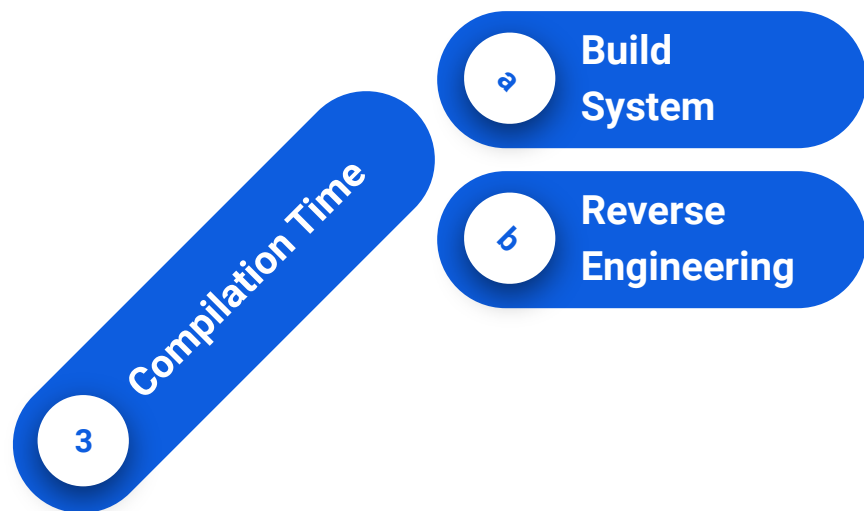 3
Compilation Time
a
Build
System
b
Reverse
Engineering